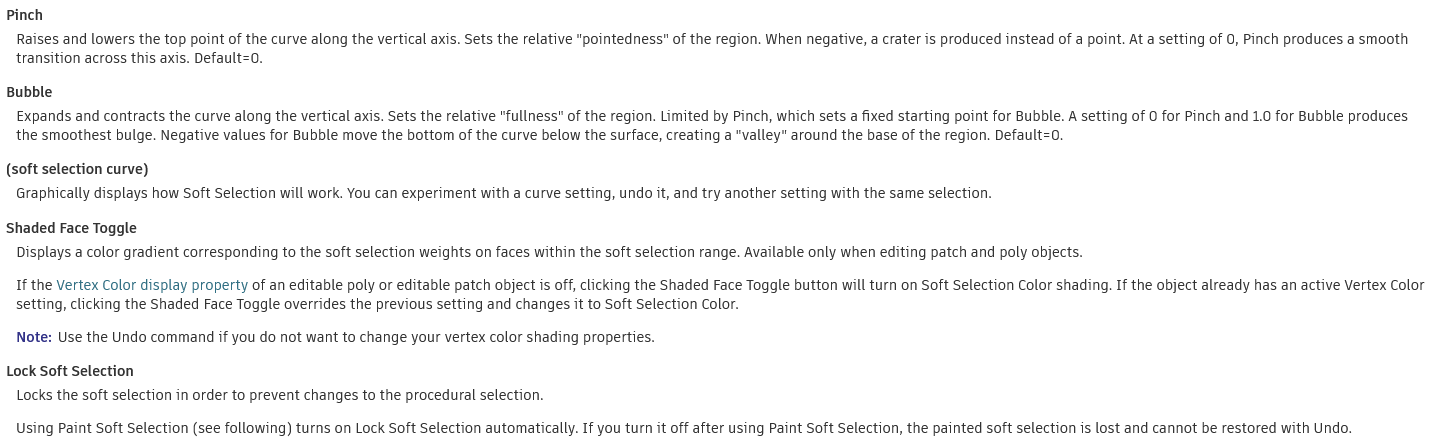 Pinch
Raises and lowers the top point of the curve along the vertical axis. Sets the relative "pointedness" of the region. When negative, a crater is produced instead of a point. At a setting of 0, Pinch produces a smooth
transition across this axis. Default=0.
Bubble
Expands and contracts the curve along the vertical axis. Sets the relative "fullness" of the region. Limited by Pinch, which sets a fixed starting point for Bubble. A setting of 0 for Pinch and 1.0 for Bubble produces
the smoothest bulge. Negative values for Bubble move the bottom of the curve below the surface, creating a "valley" around the base of the region. Default=0.
(soft selection curve)
Graphically displays how Soft Selection will work. You can experiment with a curve setting, undo it, and try another setting with the same selection.
Shaded Face Toggle
Displays a color gradient corresponding to the soft selection weights on faces within the soft selection range. Available only when editing patch and poly objects.
If the Vertex Color display property of an editable poly or editable patch object is off, clicking the Shaded Face Toggle button will turn on Soft Selection Color shading. If the object already has an active Vertex Color
setting, clicking the Shaded Face Toggle overrides the previous setting and changes it to Soft Selection Color.
Note: Use the Undo command if you do not want to change your vertex color shading properties.
Lock Soft Selection
Locks the soft selection in order to prevent changes to the procedural selection.
Using Paint Soft Selection (see following) turns on Lock Soft Selection automatically. If you turn it off after using Paint Soft Selection, the painted soft selection is lost and cannot be restored with Undo.